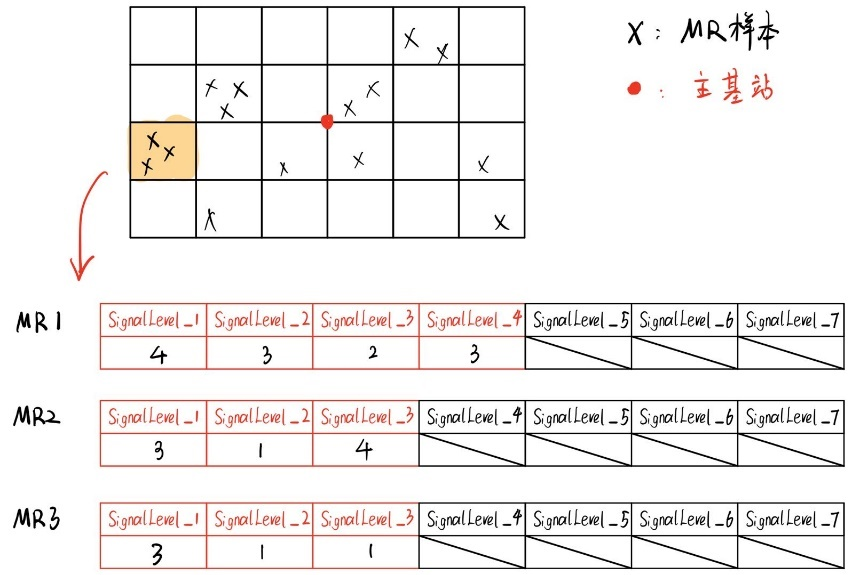 X : MR样本
● : 主基站
MR1
SignalLevel_1 SignalLevel_2 SignalLevel_3 SignalLevel_4 SignalLevel_5 SignalLevel_6 SignalLevel_7
4 3 2 3
MR2
SignalLevel_1 SignalLevel_2 SignalLevel_3 SignalLevel_4 SignalLevel_5 SignalLevel_6 SignalLevel_7
3 1 4
MR3
SignalLevel_1 SignalLevel_2 SignalLevel_3 SignalLevel_4 SignalLevel_5 SignalLevel_6 SignalLevel_7
3 1 1